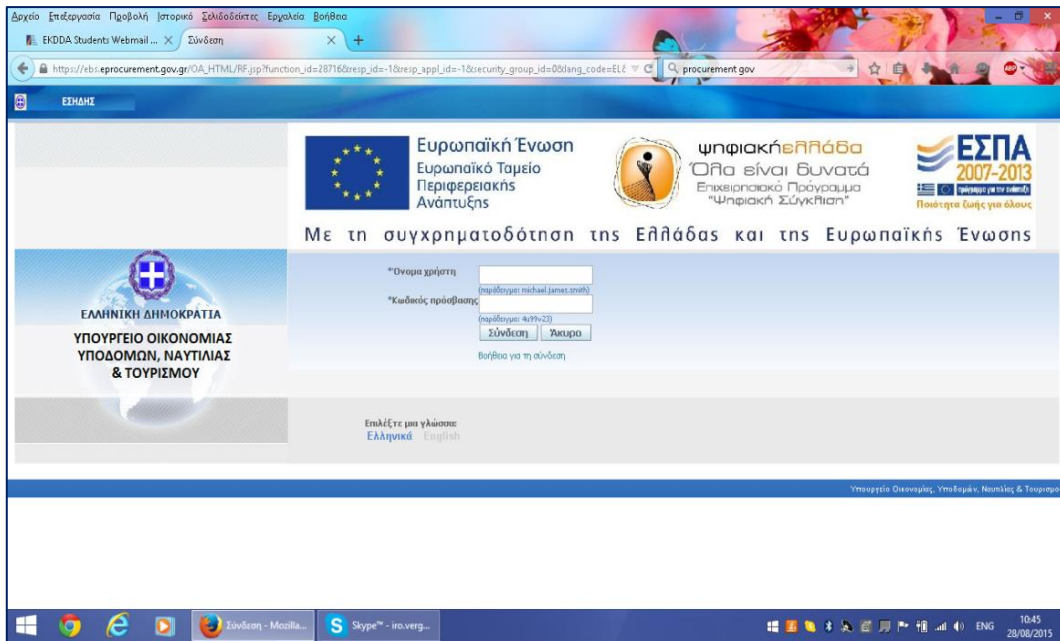 Αρχείο Επεξεργασία Προβολή Ιστορικό Σελιδοδείκτες Εργαλεία Βοήθεια
EKDDA Students Webmail ... Σύνδεση
https://ebs.eprocurement.gov.gr/OA_HTML/RF.jsp?function_id=28716&resp_id=-1&resp_appl_id=-1&security_group_id=0&lang_code=EL& procurement gov
ΕΣΗΔΗΣ
Ευρωπαϊκή Ένωση
Ευρωπαϊκό Ταμείο
Περιφερειακής
Ανάπτυξης
ψηφιακήελλάδα
Όλα είναι δυνατά
Επιχειρησιακό Πρόγραμμα
"Ψηφιακή Σύγκλιση"
ΕΣΠΑ
2007-2013
πρόγραμμα για την ανάπτυξη
Ποιότητα ζωής για όλους
Με τη συγχρηματοδότηση της Ελλάδας και της Ευρωπαϊκής Ένωσης
*Όνομα χρήστη
(παράδειγμα: michael.james.smith)
*Κωδικός πρόσβασης
(παράδειγμα: 4u99v23)
Σύνδεση Άκυρο
Βοήθεια για τη σύνδεση
ΕΛΛΗΝΙΚΗ ΔΗΜΟΚΡΑΤΙΑ
ΥΠΟΥΡΓΕΙΟ ΟΙΚΟΝΟΜΙΑΣ
ΥΠΟΔΟΜΩΝ, ΝΑΥΤΙΛΙΑΣ
& ΤΟΥΡΙΣΜΟΥ
Επιλέξτε μια γλώσσα:
Ελληνικά English
Υπουργείο Οικονομίας, Υποδομών, Ναυτιλίας & Τουρισμο
Σύνδεση - Mozilla... Skype™ - iro.verg... ENG 10:45
28/08/2015